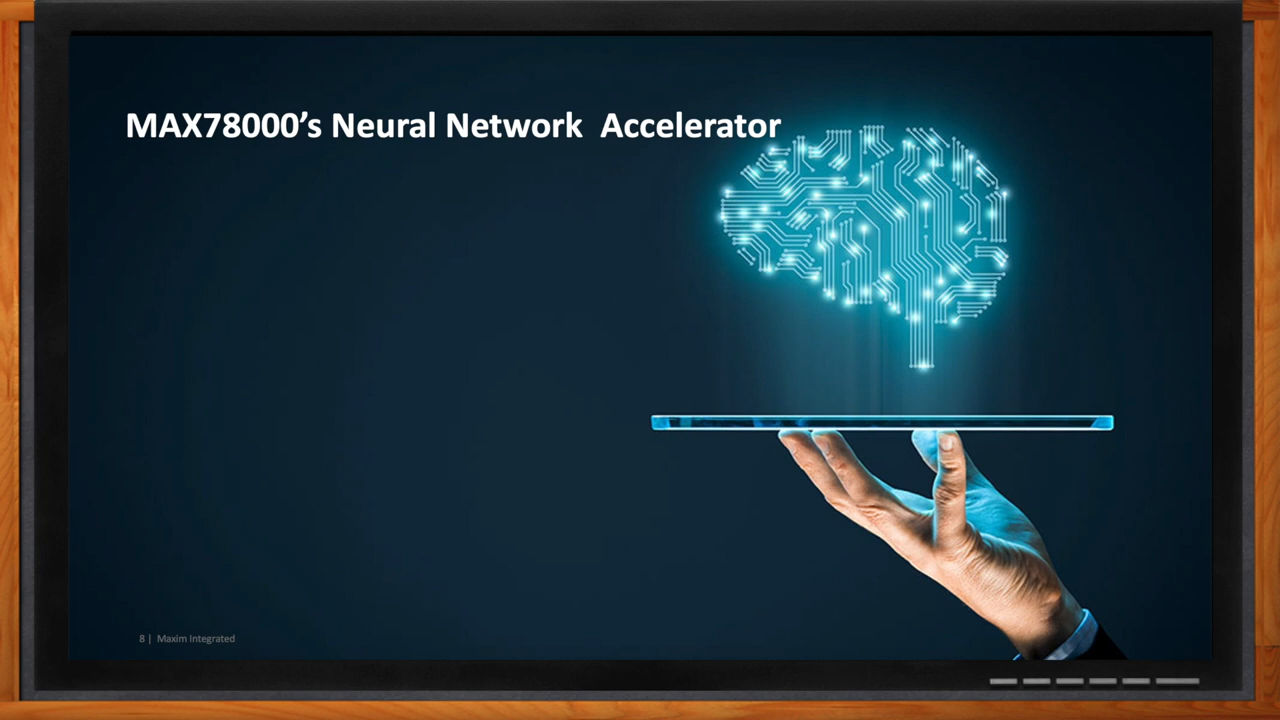 MAX78000’s Neural Network  Accelerator
8 |  Maxim Integrated